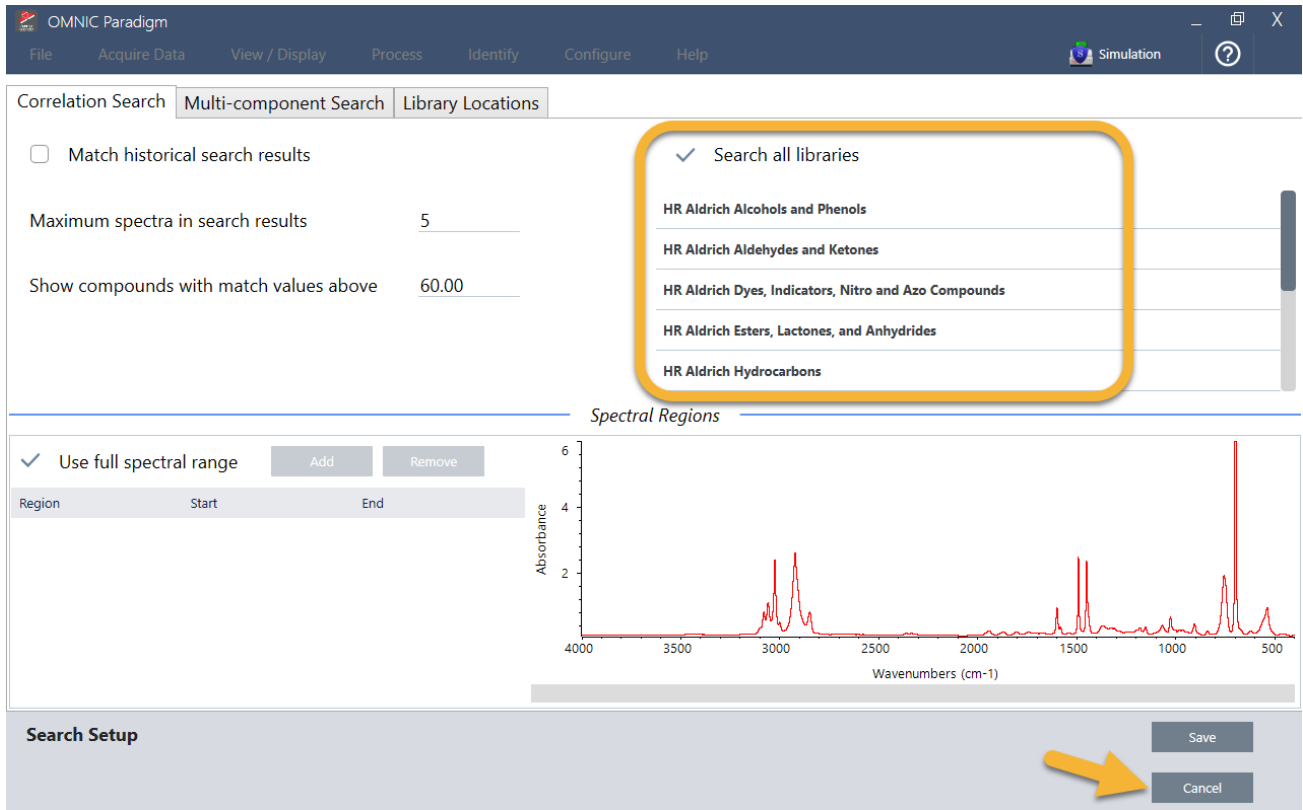 OMNIC Paradigm
File Acquire Data View / Display Process Identify Configure Help Simulation
Correlation Search Multi-component Search Library Locations
Match historical search results
Search all libraries
Maximum spectra in search results 5
HR Aldrich Alcohols and Phenols
HR Aldrich Aldehydes and Ketones
Show compounds with match values above 60.00
HR Aldrich Dyes, Indicators, Nitro and Azo Compounds
HR Aldrich Esters, Lactones, and Anhydrides
HR Aldrich Hydrocarbons
Spectral Regions
Use full spectral range Add Remove
Region Start End
6
4
2
Absorbance
4000 3500 3000 2500 2000 1500 1000 500
Wavenumbers (cm-1)
Search Setup
Save
Cancel